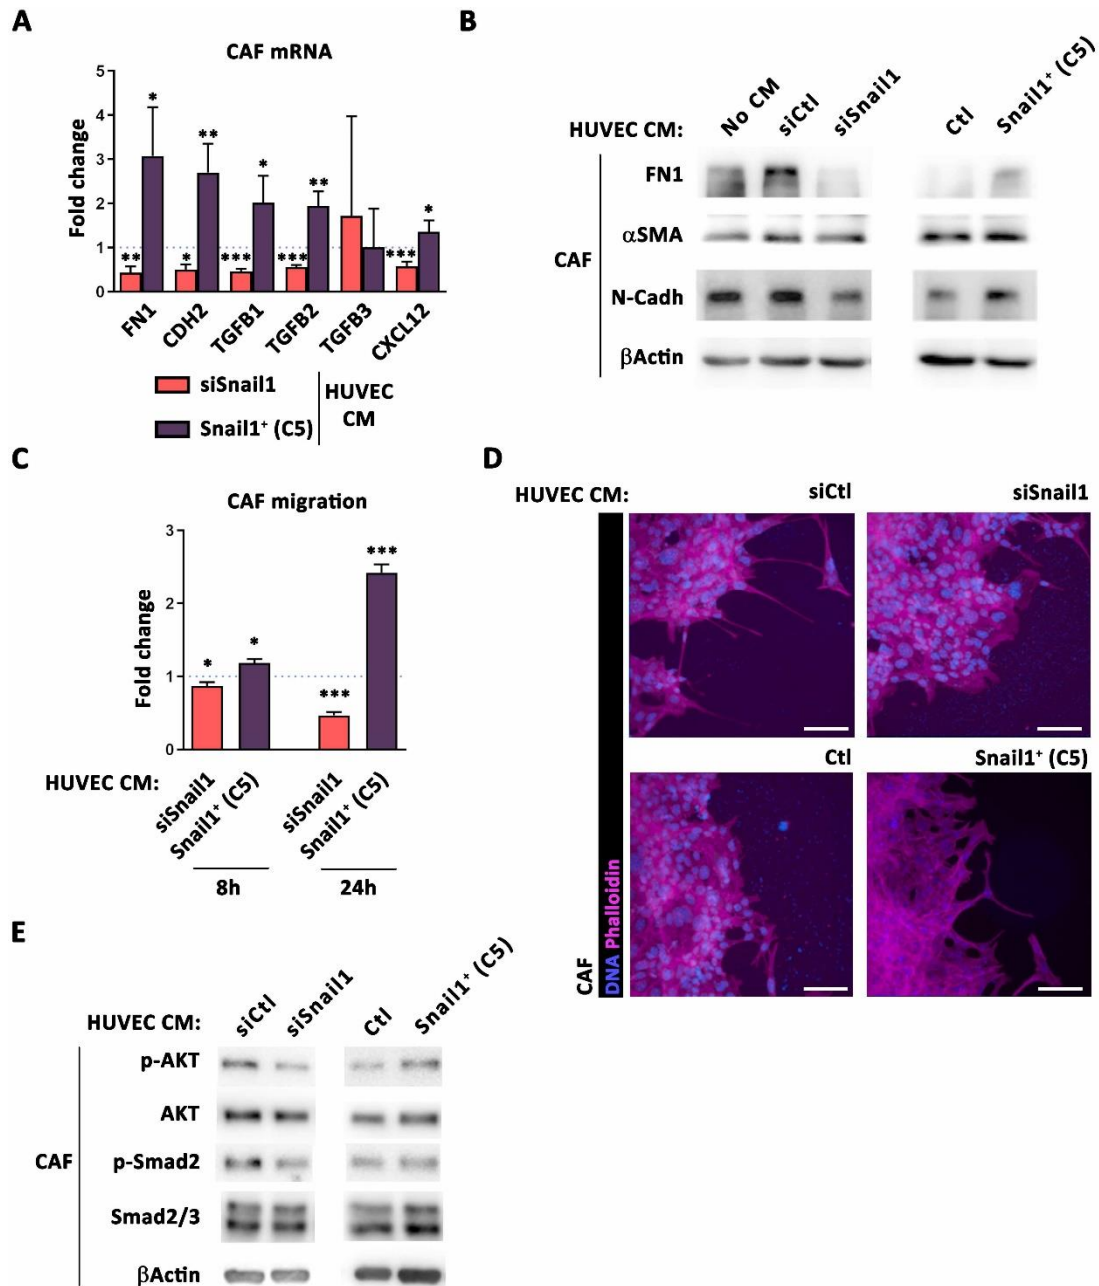 A
CAF mRNA
Fold change
5
4
3
2
1
0
* ** * ** *
** * *** *** ***
FN1 CDH2 TGFB1 TGFB2 TGFB3 CXCL12
siSnail1
Snail1⁺ (C5)
HUVEC
CM
B
HUVEC CM: No CM siCtl siSnail1 Ctl Snail1⁺ (C5)
CAF
FN1
αSMA
N-Cadh
βActin
C
CAF migration
Fold change
3
2
1
0
* * *** ***
HUVEC CM: siSnail1 Snail1⁺ (C5) siSnail1 Snail1⁺ (C5)
8h 24h
D
HUVEC CM: siCtl siSnail1
Ctl Snail1⁺ (C5)
CAF
DNA Phalloidin
E
HUVEC CM: siCtl siSnail1 Ctl Snail1⁺ (C5)
CAF
p-AKT
AKT
p-Smad2
Smad2/3
βActin